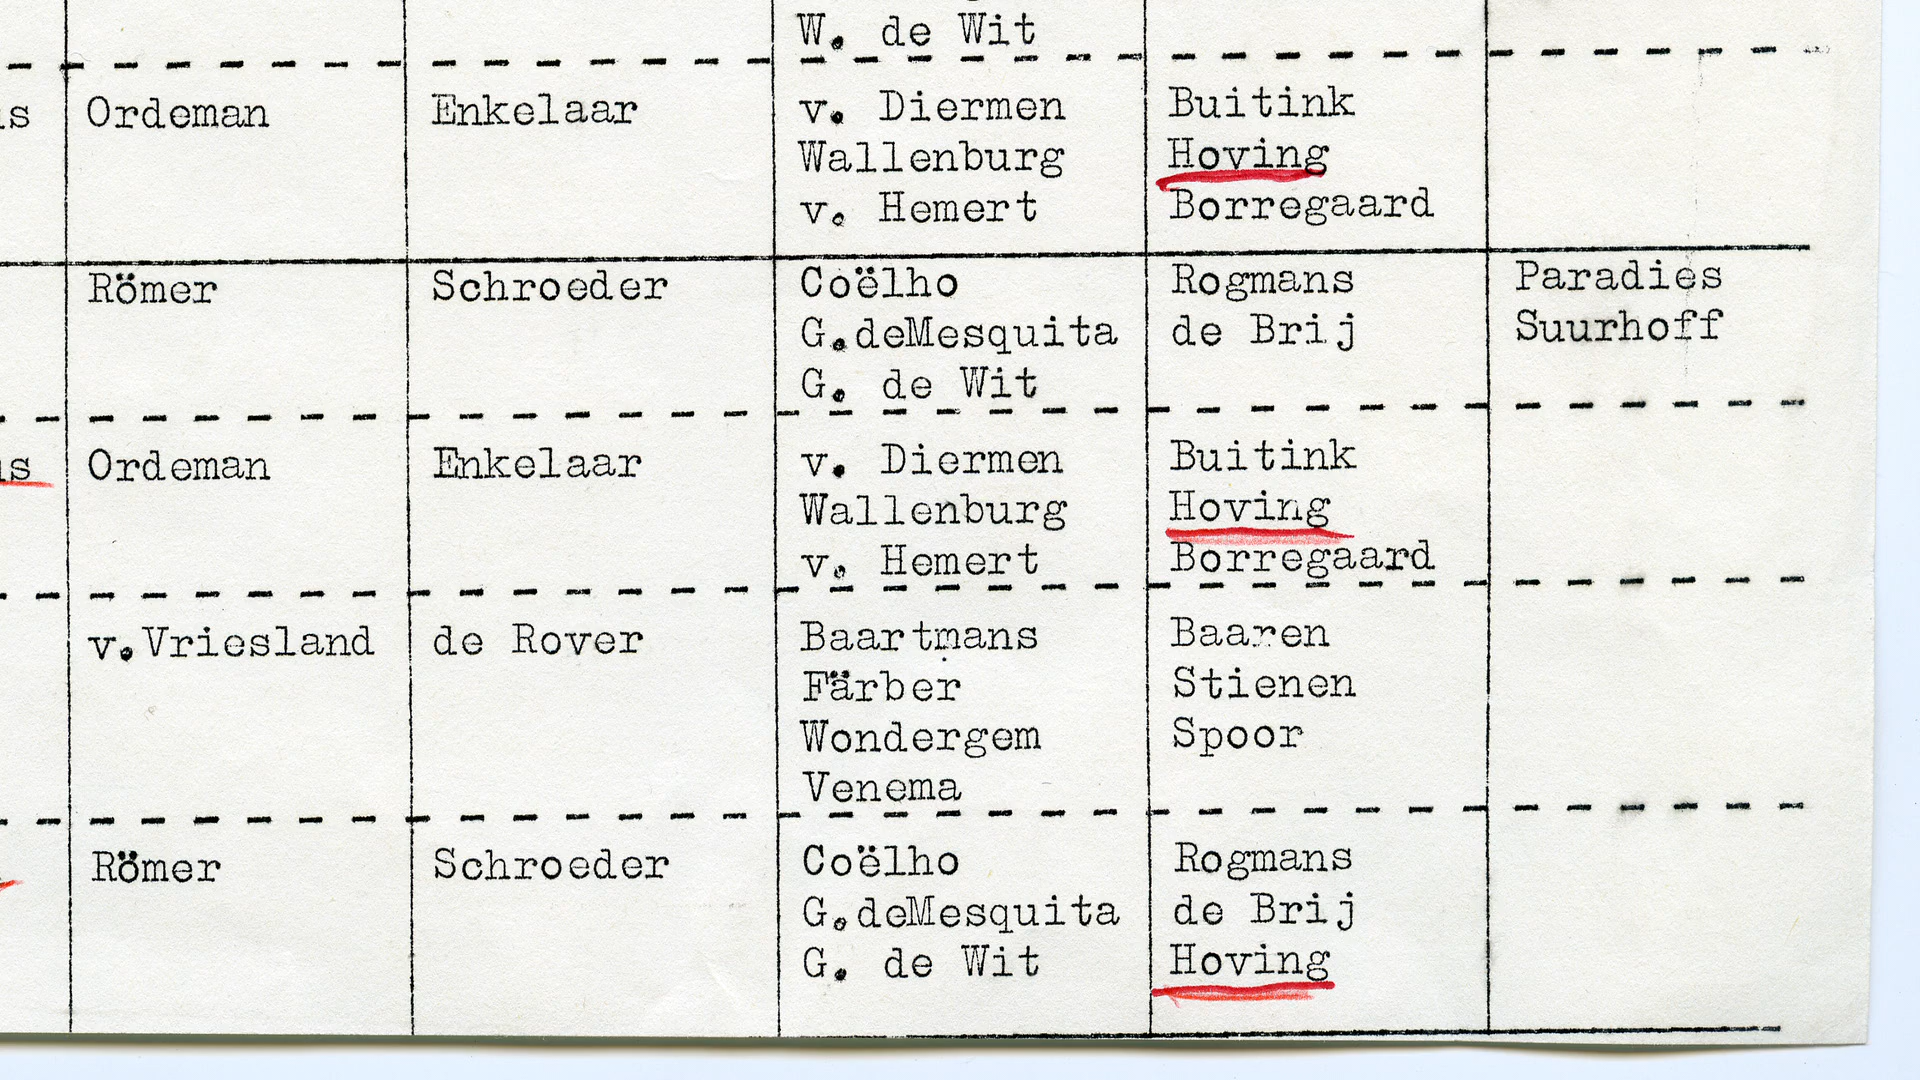 W. de Wit
Ordeman Enkelaar v. Diermen Buitink
Wallenburg Hoving
v. Hemert Borregaard
Römer Schroeder Coëlho Rogmans Paradies
G.deMesquita de Brij Suurhoff
G. de Wit
Ordeman Enkelaar v. Diermen Buitink
Wallenburg Hoving
v. Hemert Borregaard
v.Vriesland de Rover Baartmans Baaren
Färber Stienen
Wondergem Spoor
Venema
Römer Schroeder Coëlho Rogmans
G.deMesquita de Brij
G. de Wit Hoving